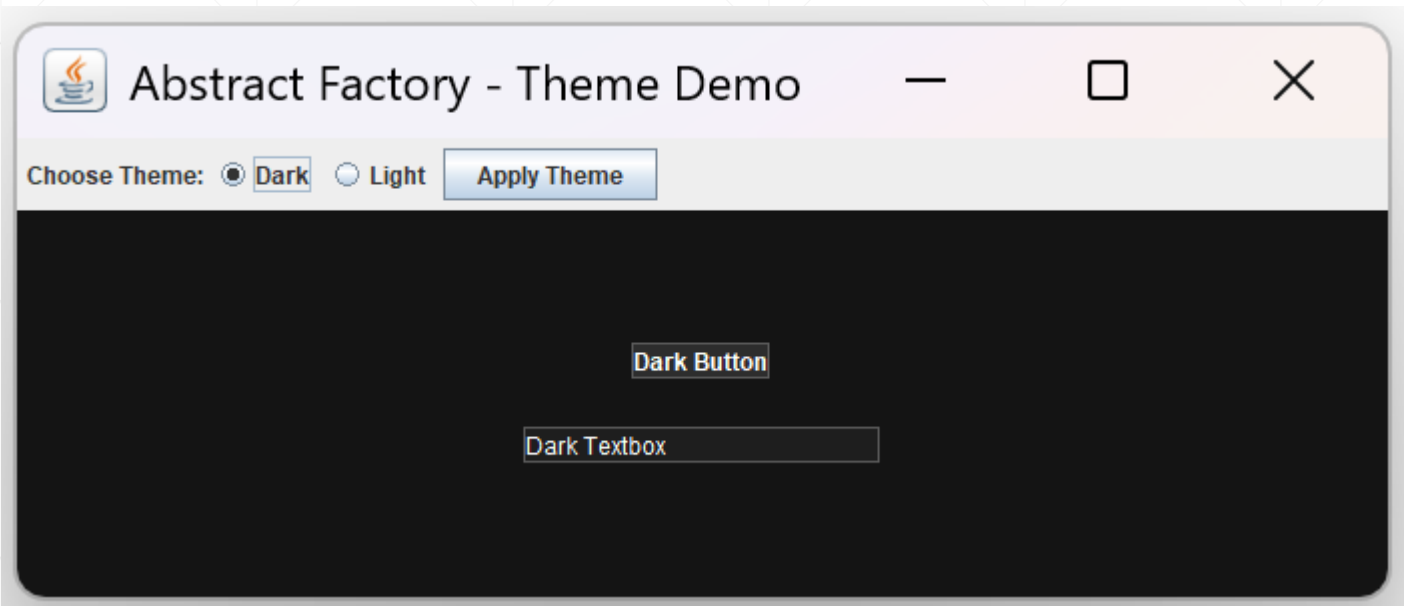 Abstract Factory - Theme Demo
Choose Theme: Dark Light Apply Theme
Dark Button
Dark Textbox